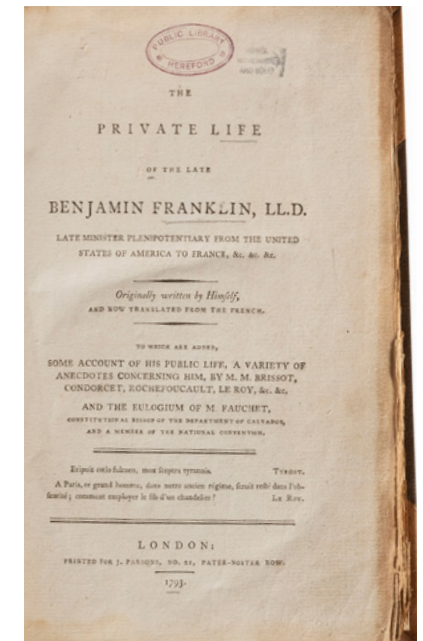 PUBLIC LIBRARY
HEREFORD
THE
PRIVATE LIFE
OF THE LATE
BENJAMIN FRANKLIN, LL.D.
LATE MINISTER PLENIPOTENTIARY FROM THE UNITED
STATES OF AMERICA TO FRANCE, &c. &c. &c.
Originally written by Himſelf,
AND NOW TRANSLATED FROM THE FRENCH.
TO WHICH ARE ADDED,
SOME ACCOUNT OF HIS PUBLIC LIFE, A VARIETY OF
ANECDOTES CONCERNING HIM, BY M. M. BRISSOT,
CONDORCET, ROCHEFOUCAULT, LE ROY, &c. &c.
AND THE EULOGIUM OF M. FAUCHET,
CONSTITUTIONAL BISHOP OF THE DEPARTMENT OF CALVADOS,
AND A MEMBER OF THE NATIONAL CONVENTION.
Eripuit cœlo fulmen, mox ſceptra tyrannis. TURGOT.
A Paris, ce grand homme, dans notre ancien régime, ſeroit reſté dans l'ob-
ſcurité; comment employer le fils d'un chandelier? LE ROY.
LONDON:
PRINTED FOR J. PARSONS, NO. 21, PATER-NOSTER ROW.
1793.